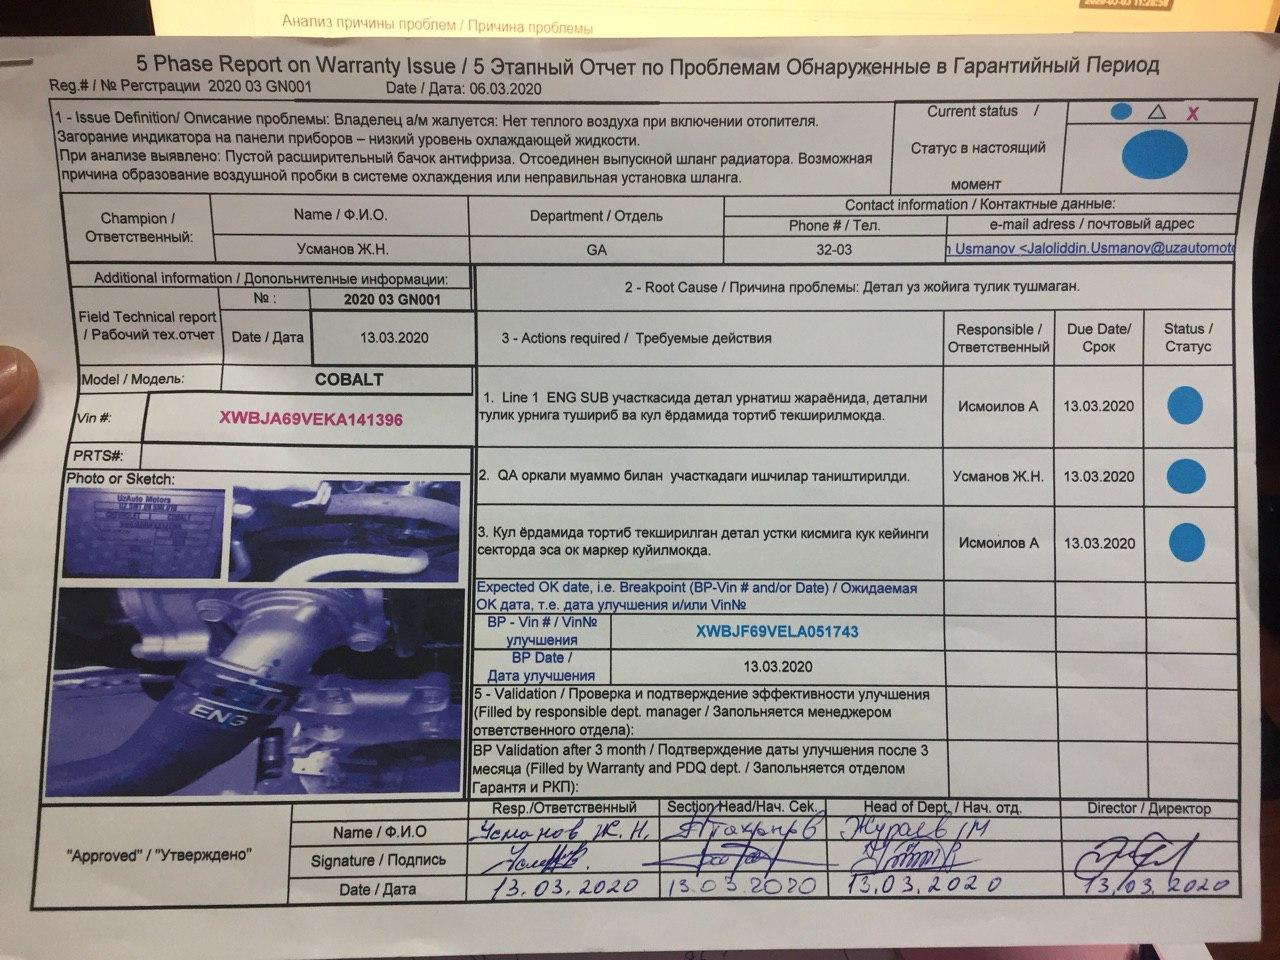 Анализ причины проблем / Причина проблемы
5 Phase Report on Warranty Issue / 5 Этапный Отчет по Проблемам Обнаруженные в Гарантийный Период
Reg.# / № Регстрации 2020 03 GN001
Date / Дата: 06.03.2020
1 - Issue Definition/ Описание проблемы: Владелец а/м жалуется: Нет теплого воздуха при включении отопителя.
Загорание индикатора на панели приборов – низкий уровень охлаждающей жидкости.
При анализе выявлено: Пустой расширительный бачок антифриза. Отсоединен выпускной шланг радиатора. Возможная
причина образование воздушной пробки в системе охлаждения или неправильная установка шланга.
Current status /
Статус в настоящий
момент
X
Champion /
Ответственный:
Name / Ф.И.О.
Department / Отдель
Contact information / Контактные данные:
Phone # / Тел.
e-mail adress / почтовый адрес
Усманов Ж.Н.
GA
32-03
Usmanov <Jaloliddin.Usmanov@uzautomoto
Additional information / Допольнительные информации:
Field Technical report
/ Рабочий тех.отчет
№ :
2020 03 GN001
Date / Дата
13.03.2020
Model / Модель:
COBALT
Vin #:
XWBJA69VEKA141396
PRTS#:
Photo or Sketch:
UzAuto Motors
CHEVROLET COBALT
ENG
2 - Root Cause / Причина проблемы: Детал уз жойига тулик тушмаган.
3 - Actions required / Требуемые действия
Responsible /
Ответственный
Due Date/
Срок
Status /
Статус
1. Line 1 ENG SUB участкасида детал урнатиш жараёнида, детални
тулик урнига тушириб ва кул ёрдамида тортиб текширилмокда.
Исмоилов А
13.03.2020
2. QA оркали муаммо билан участкадаги ишчилар таништирилди.
Усманов Ж.Н.
13.03.2020
3. Кул ёрдамида тортиб текширилган детал устки кисмига кук кейинги
секторда эса ок маркер куйилмокда.
Исмоилов А
13.03.2020
Expected OK date, i.e. Breakpoint (BP-Vin # and/or Date) / Ожидаемая
ОК дата, т.е. дата улучшения и/или Vin№
BP - Vin # / Vin№
улучшения
XWBJF69VELA051743
BP Date /
Дата улучшения
13.03.2020
5 - Validation / Проверка и подтверждение эффективности улучшения
(Filled by responsible dept. manager / Запольняется менеджером
ответственного отдела):
BP Validation after 3 month / Подтверждение даты улучшения после 3
месяца (Filled by Warranty and PDQ dept. / Запольняется отделом
Гарантя и РКП):
"Approved" / "Утверждено"
Resp./Ответственный
Section Head/Нач. Сек.
Head of Dept. / Нач. отд.
Director / Директор
Name / Ф.И.О
Усманов Ж. Н.
Жураев М
Signature / Подпись
Date / Дата
13.03.2020
13.03.2020
13.03.2020
13.03.2020